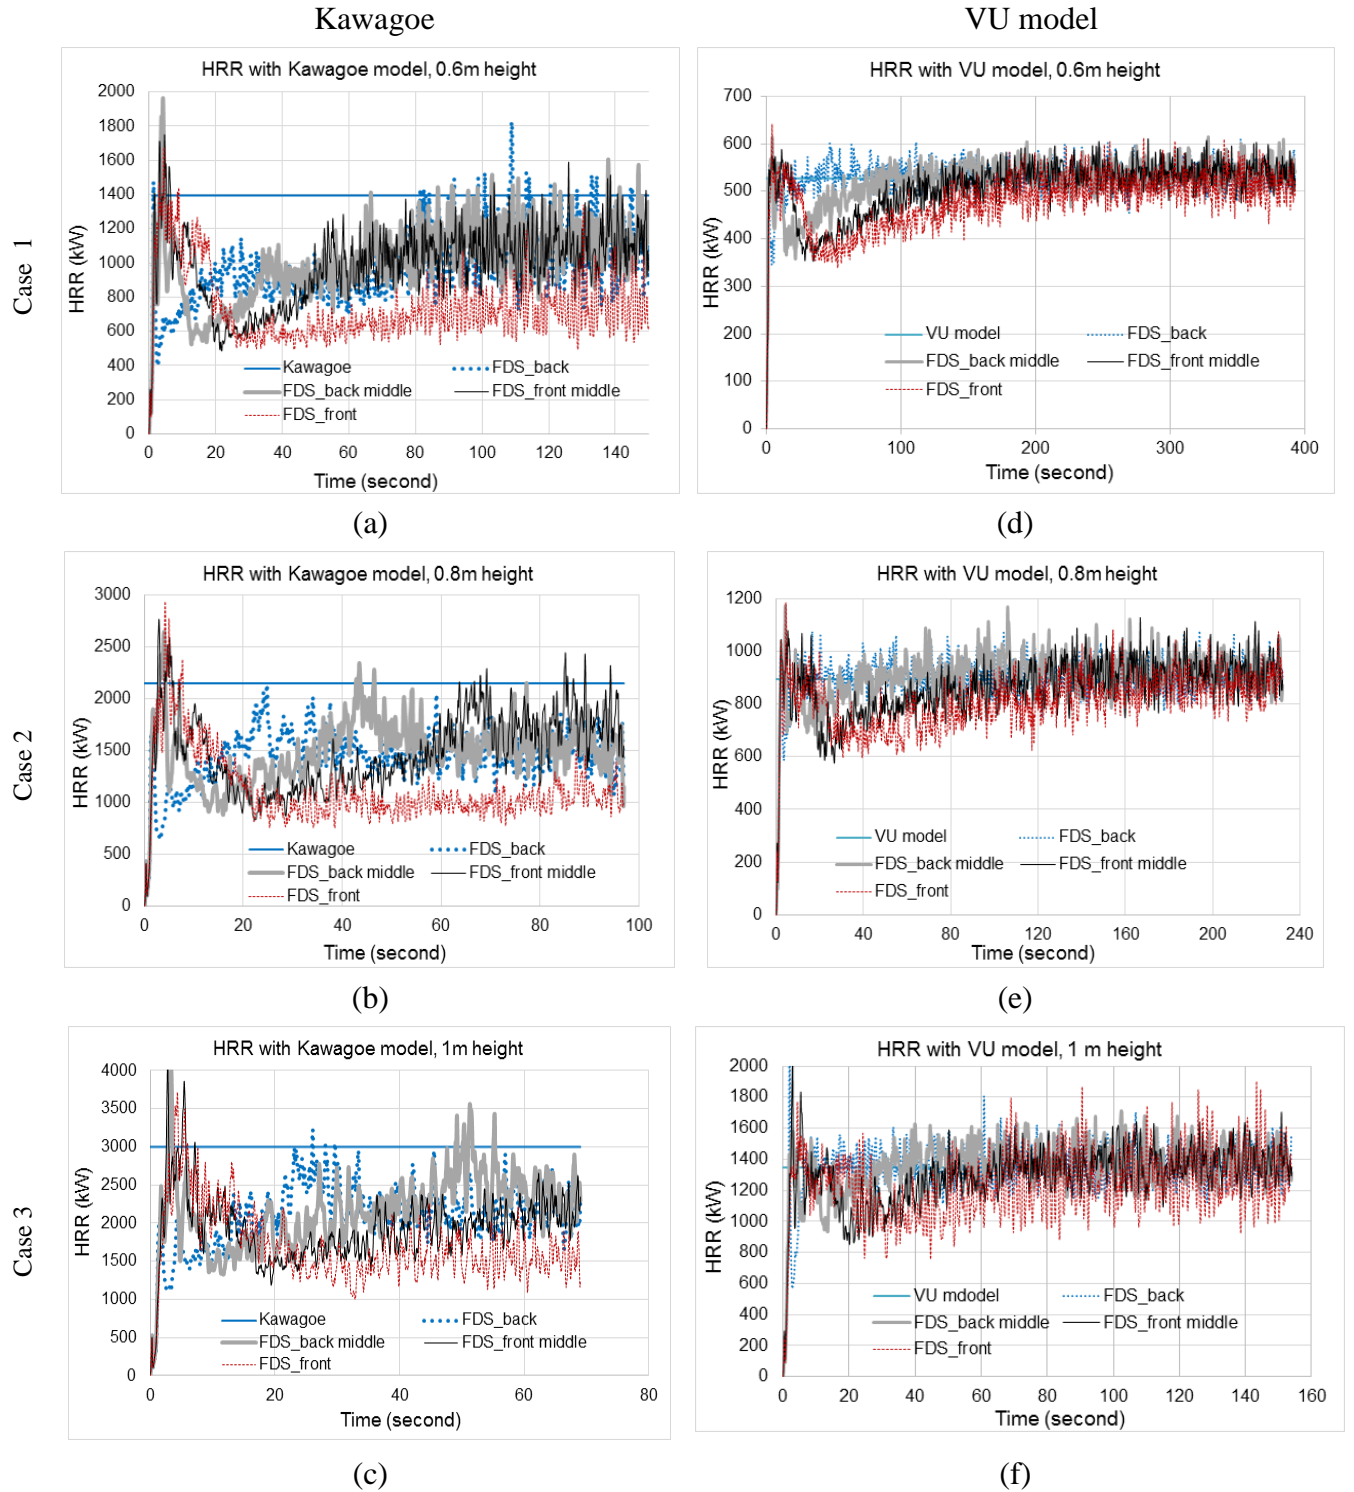 Kawagoe
VU model
Case 1
HRR with Kawagoe model, 0.6m height
HRR (kW)
2000
1800
1600
1400
1200
1000
800
600
400
200
0
0 20 40 60 80 100 120 140
Time (second)
Kawagoe
FDS_back
FDS_back middle
FDS_front middle
FDS_front
(a)
HRR with VU model, 0.6m height
HRR (kW)
700
600
500
400
300
200
100
0
0 100 200 300 400
Time (second)
VU model
FDS_back
FDS_back middle
FDS_front middle
FDS_front
(d)
Case 2
HRR with Kawagoe model, 0.8m height
HRR (kW)
3000
2500
2000
1500
1000
500
0
0 20 40 60 80 100
Time (second)
Kawagoe
FDS_back
FDS_back middle
FDS_front middle
FDS_front
(b)
HRR with VU model, 0.8m height
HRR (kW)
1200
1000
800
600
400
200
0
0 40 80 120 160 200 240
Time (second)
VU model
FDS_back
FDS_back middle
FDS_front middle
FDS_front
(e)
Case 3
HRR with Kawagoe model, 1m height
HRR (kW)
4000
3500
3000
2500
2000
1500
1000
500
0
0 20 40 60 80
Time (second)
Kawagoe
FDS_back
FDS_back middle
FDS_front middle
FDS_front
(c)
HRR with VU model, 1 m height
HRR (kW)
2000
1800
1600
1400
1200
1000
800
600
400
200
0
0 20 40 60 80 100 120 140 160
Time (second)
VU mdodel
FDS_back
FDS_back middle
FDS_front middle
FDS_front
(f)